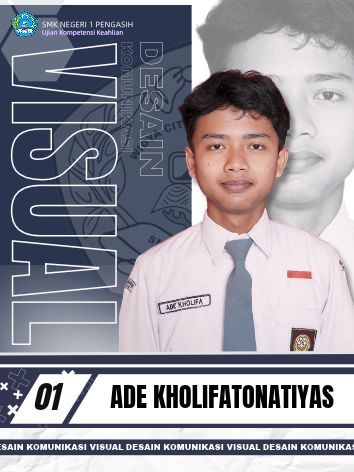 SMK NEGERI 1 PENGASIH
Ujian Kompetensi Keahlian
DESAIN
KOMUNIKASI
VISUAL
ADE KHOLIFA
01
ADE KHOLIFATONATIYAS
ESAIN KOMUNIKASI VISUAL DESAIN KOMUNIKASI VISUAL DESAIN KOMUNIKAS